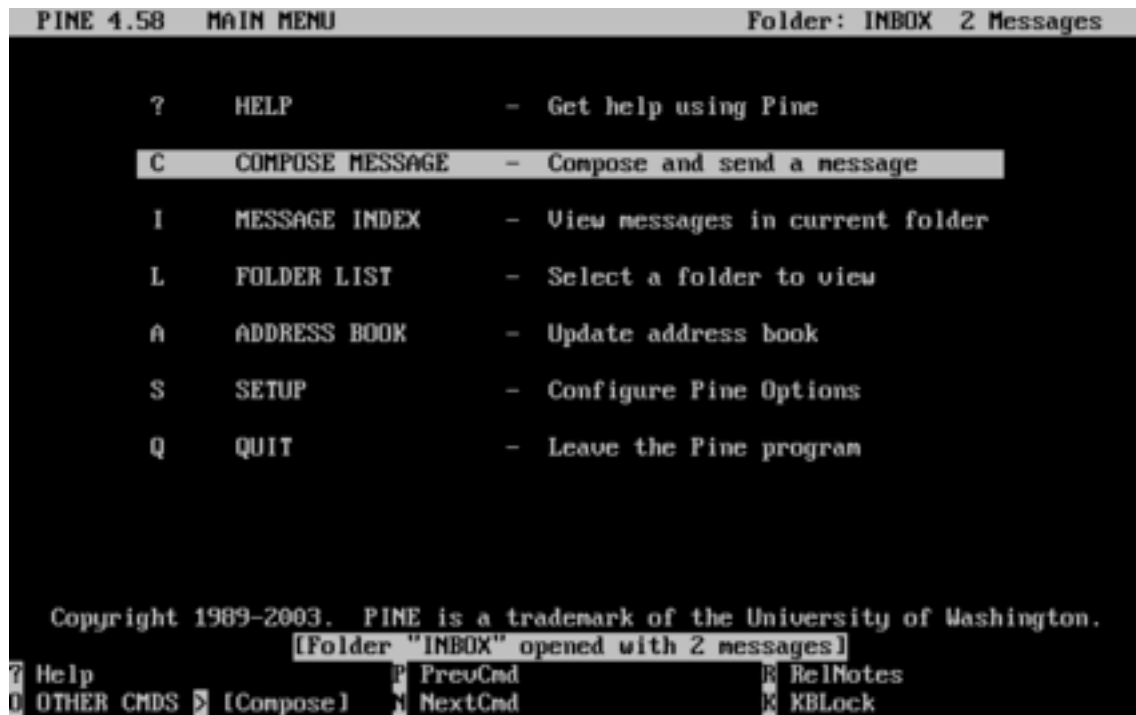 PINE 4.58 MAIN MENU Folder: INBOX 2 Messages
? HELP - Get help using Pine
C COMPOSE MESSAGE - Compose and send a message
I MESSAGE INDEX - View messages in current folder
L FOLDER LIST - Select a folder to view
A ADDRESS BOOK - Update address book
S SETUP - Configure Pine Options
Q QUIT - Leave the Pine program
Copyright 1989-2003. PINE is a trademark of the University of Washington.
[Folder "INBOX" opened with 2 messages]
? Help P PrevCmd R RelNotes
O OTHER CMDS > [Compose] N NextCmd K KBLock